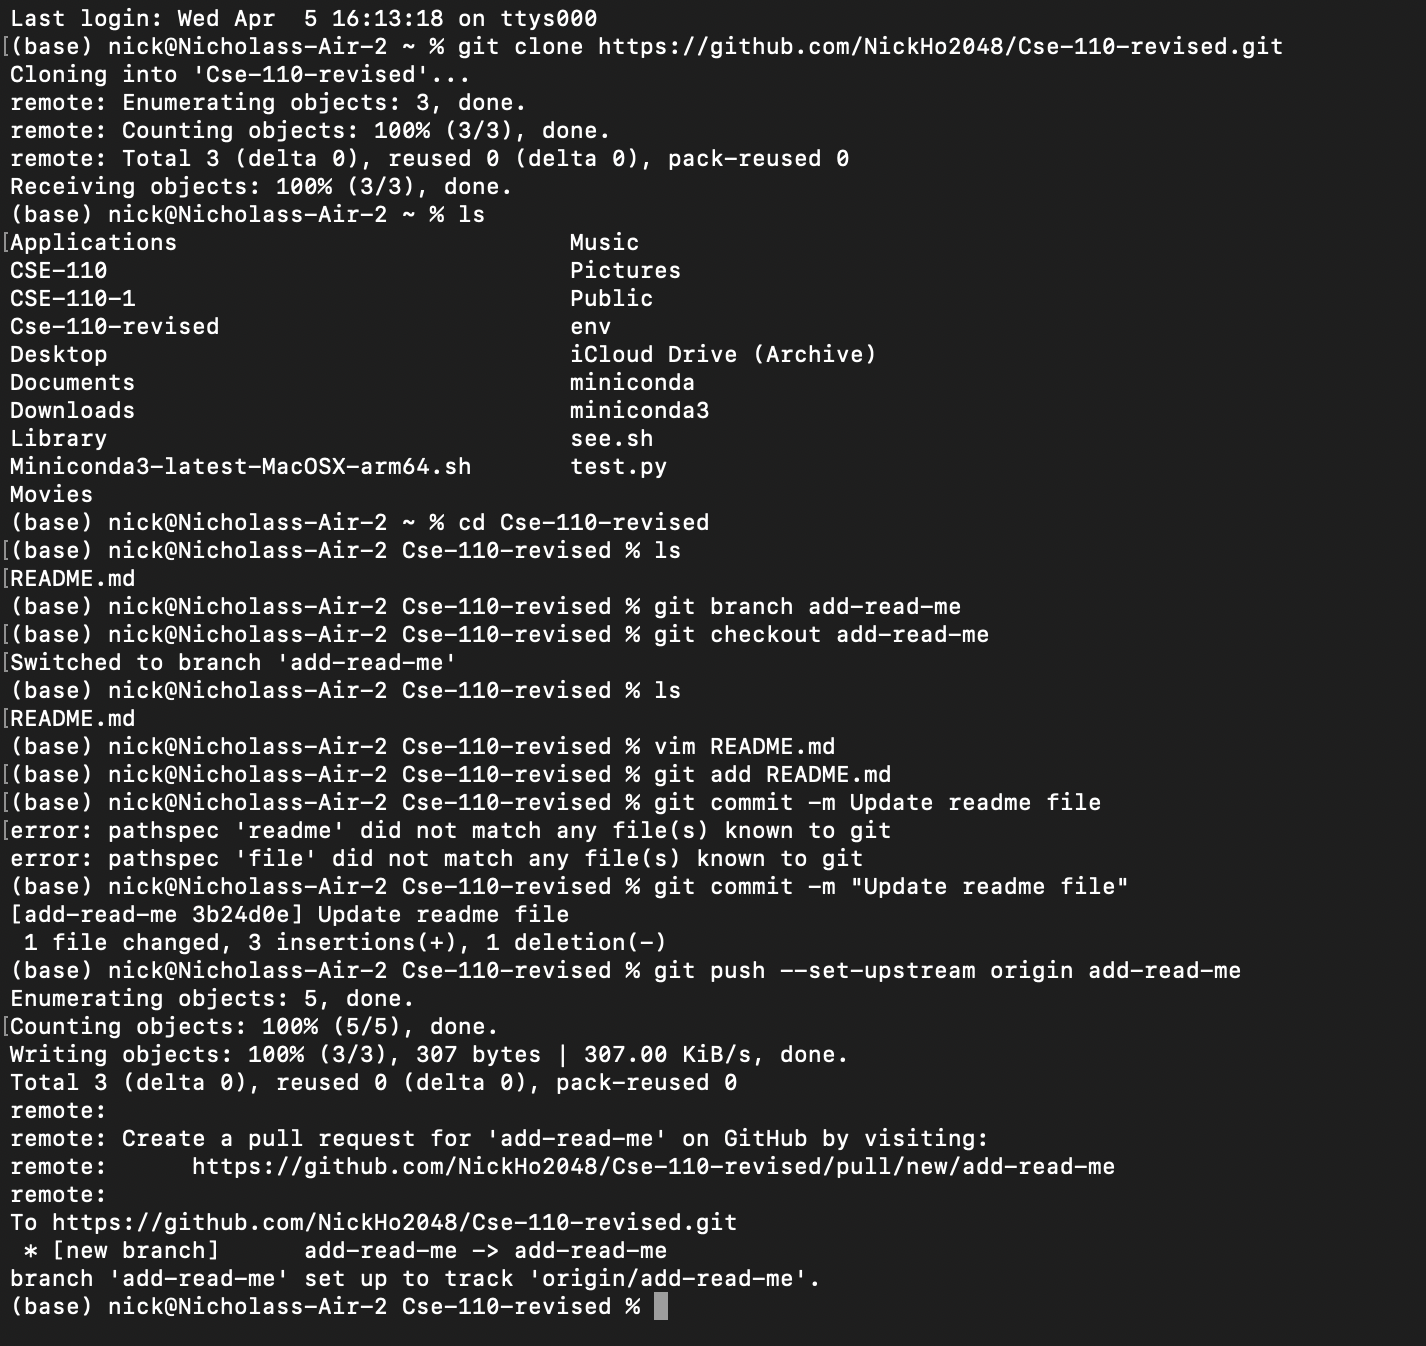 Last login: Wed Apr  5 16:13:18 on ttys000
[(base) nick@Nicholass-Air-2 ~ % git clone https://github.com/NickHo2048/Cse-110-revised.git
Cloning into 'Cse-110-revised'...
remote: Enumerating objects: 3, done.
remote: Counting objects: 100% (3/3), done.
remote: Total 3 (delta 0), reused 0 (delta 0), pack-reused 0
Receiving objects: 100% (3/3), done.
(base) nick@Nicholass-Air-2 ~ % ls
[Applications                            Music
CSE-110                                 Pictures
CSE-110-1                               Public
Cse-110-revised                         env
Desktop                                 iCloud Drive (Archive)
Documents                               miniconda
Downloads                               miniconda3
Library                                 see.sh
Miniconda3-latest-MacOSX-arm64.sh       test.py
Movies
(base) nick@Nicholass-Air-2 ~ % cd Cse-110-revised
[(base) nick@Nicholass-Air-2 Cse-110-revised % ls
[README.md
(base) nick@Nicholass-Air-2 Cse-110-revised % git branch add-read-me
[(base) nick@Nicholass-Air-2 Cse-110-revised % git checkout add-read-me
[Switched to branch 'add-read-me'
(base) nick@Nicholass-Air-2 Cse-110-revised % ls
[README.md
(base) nick@Nicholass-Air-2 Cse-110-revised % vim README.md
[(base) nick@Nicholass-Air-2 Cse-110-revised % git add README.md
[(base) nick@Nicholass-Air-2 Cse-110-revised % git commit -m Update readme file
[error: pathspec 'readme' did not match any file(s) known to git
error: pathspec 'file' did not match any file(s) known to git
(base) nick@Nicholass-Air-2 Cse-110-revised % git commit -m "Update readme file"
[add-read-me 3b24d0e] Update readme file
 1 file changed, 3 insertions(+), 1 deletion(-)
(base) nick@Nicholass-Air-2 Cse-110-revised % git push --set-upstream origin add-read-me
Enumerating objects: 5, done.
[Counting objects: 100% (5/5), done.
Writing objects: 100% (3/3), 307 bytes | 307.00 KiB/s, done.
Total 3 (delta 0), reused 0 (delta 0), pack-reused 0
remote:
remote: Create a pull request for 'add-read-me' on GitHub by visiting:
remote:      https://github.com/NickHo2048/Cse-110-revised/pull/new/add-read-me
remote:
To https://github.com/NickHo2048/Cse-110-revised.git
 * [new branch]      add-read-me -> add-read-me
branch 'add-read-me' set up to track 'origin/add-read-me'.
(base) nick@Nicholass-Air-2 Cse-110-revised %